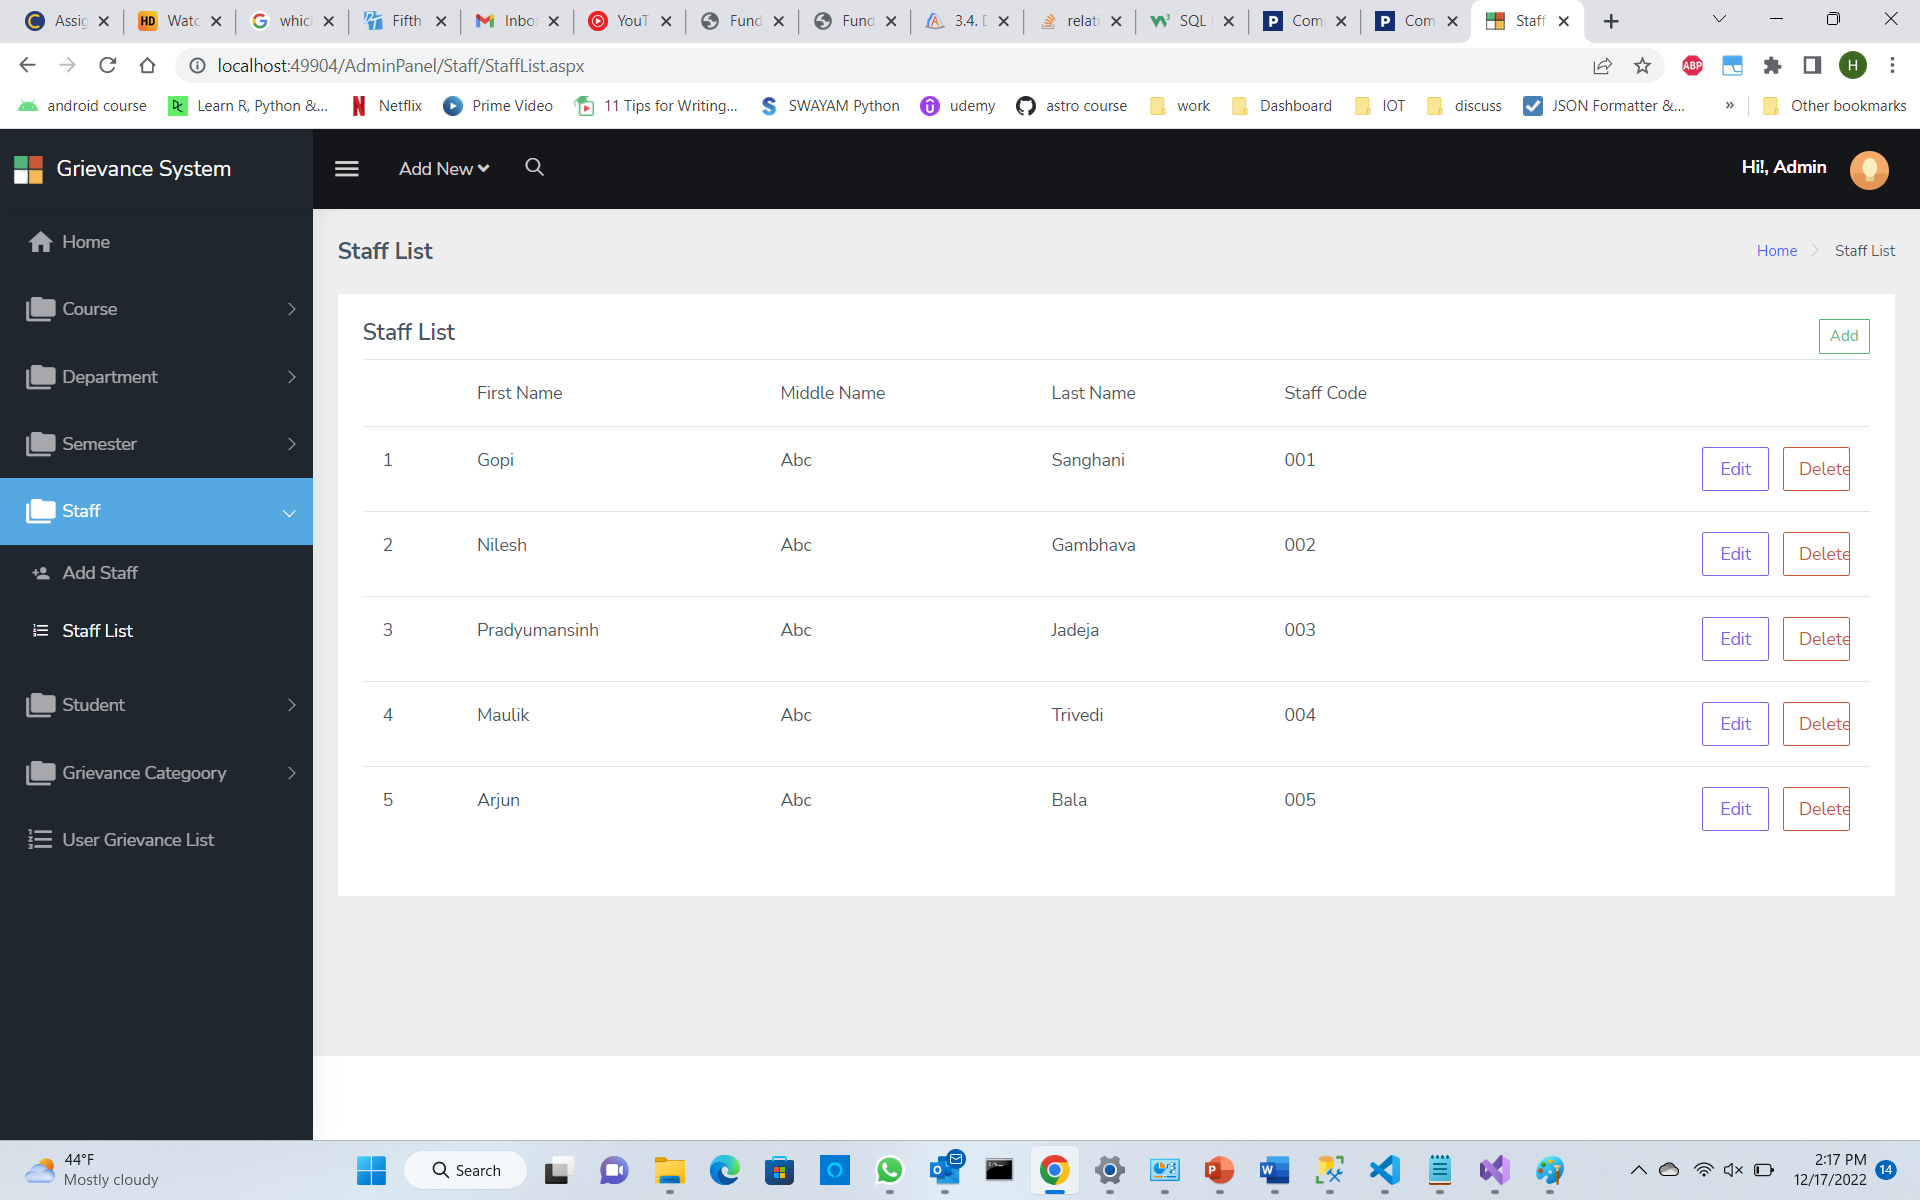 Assig
Watc
which
Fifth
Inbo
YouT
Fund
Fund
3.4. D
relati
SQL
Com
Com
Staff
localhost:49904/AdminPanel/Staff/StaffList.aspx
ABP
H
android course
Learn R, Python &...
Netflix
Prime Video
11 Tips for Writing...
SWAYAM Python
udemy
astro course
work
Dashboard
IOT
discuss
JSON Formatter &...
»
Other bookmarks
Grievance System
Add New
Hi!, Admin
Home
Course
Department
Semester
Staff
Add Staff
Staff List
Student
Grievance Categoory
User Grievance List
Staff List
Home
Staff List
Staff List
Add
First Name Middle Name Last Name Staff Code
1 Gopi Abc Sanghani 001 Edit Delete
2 Nilesh Abc Gambhava 002 Edit Delete
3 Pradyumansinh Abc Jadeja 003 Edit Delete
4 Maulik Abc Trivedi 004 Edit Delete
5 Arjun Abc Bala 005 Edit Delete
44°F
Mostly cloudy
Search
2:17 PM
12/17/2022
14